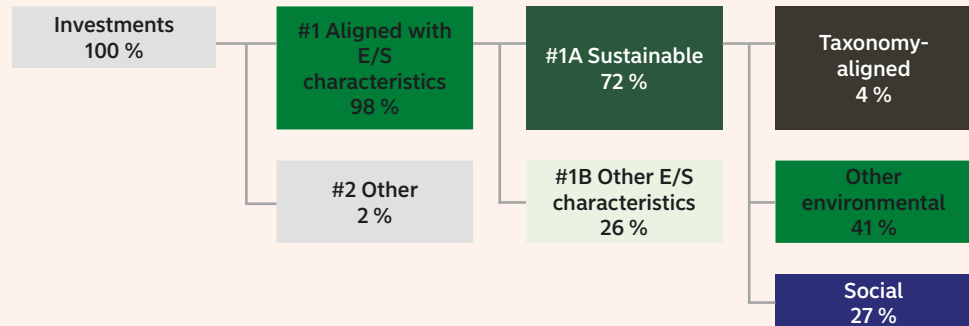 Investments
100 %
#1 Aligned with
E/S
characteristics
98 %
#1A Sustainable
72 %
Taxonomy-
aligned
4 %
#2 Other
2 %
#1B Other E/S
characteristics
26 %
Other
environmental
41 %
Social
27 %